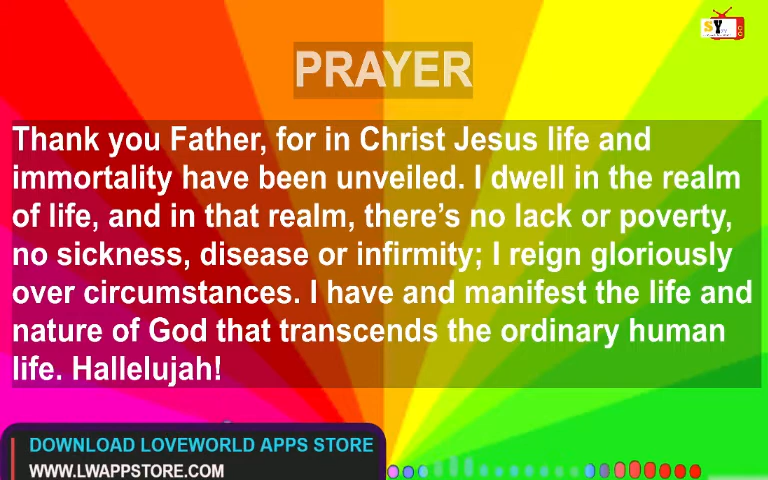 SY
PRAYER
Thank you Father, for in Christ Jesus life and
immortality have been unveiled. I dwell in the realm
of life, and in that realm, there's no lack or poverty,
no sickness, disease or infirmity; I reign gloriously
over circumstances. I have and manifest the life and
nature of God that transcends the ordinary human
life. Hallelujah!
DOWNLOAD LOVEWORLD APPS STORE
WWW.LWAPPSTORE.COM